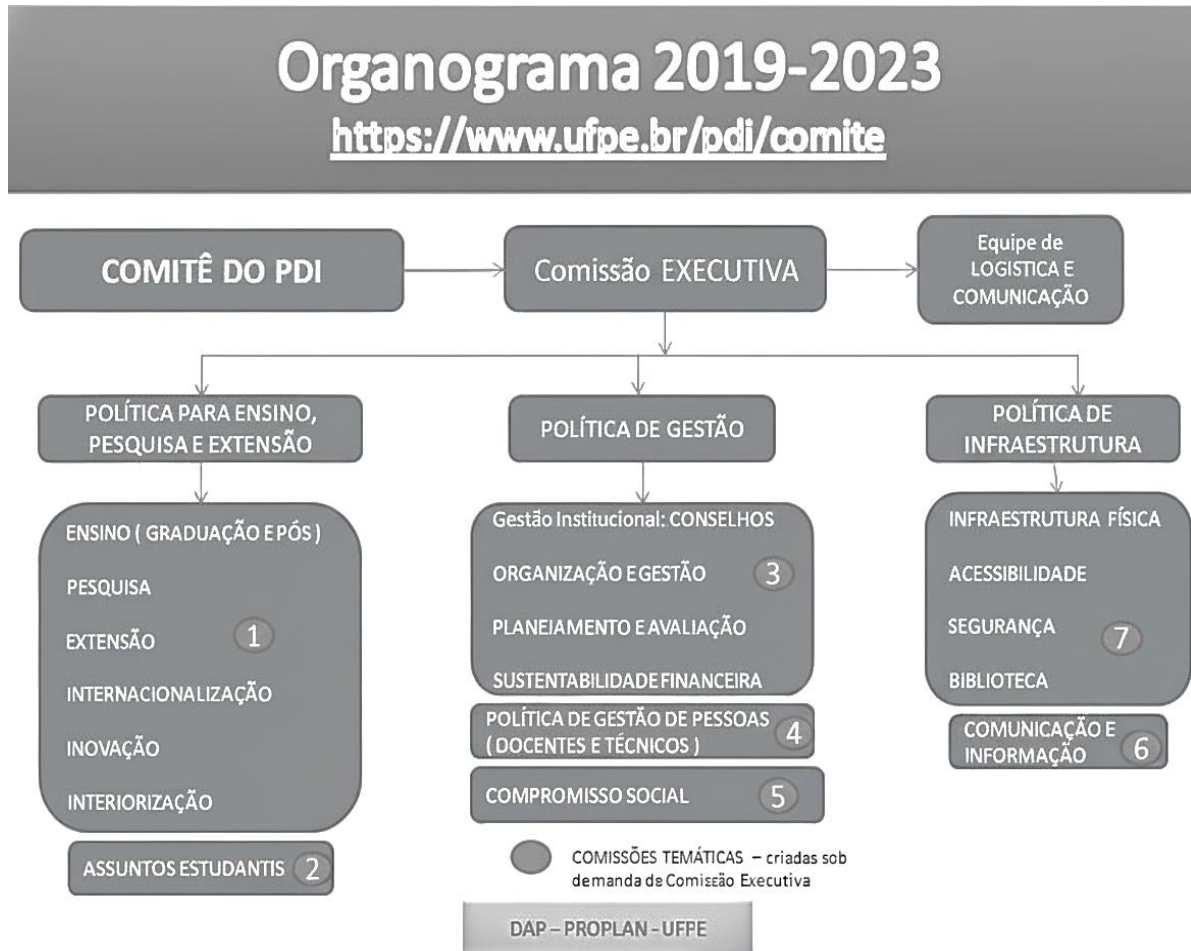 Organograma 2019-2023
https://www.ufpe.br/pdi/comite
COMITÊ DO PDI
Comissão EXECUTIVA
Equipe de
LOGISTICA E
COMUNICAÇÃO
POLÍTICA PARA ENSINO,
PESQUISA E EXTENSÃO
POLÍTICA DE GESTÃO
POLÍTICA DE
INFRAESTRUTURA
ENSINO ( GRADUAÇÃO E PÓS )
PESQUISA
EXTENSÃO
1
INTERNACIONALIZAÇÃO
INOVAÇÃO
INTERIORIZAÇÃO
ASSUNTOS ESTUDANTIS 2
Gestão Institucional: CONSELHOS
ORGANIZAÇÃO E GESTÃO 3
PLANEJAMENTO E AVALIAÇÃO
SUSTENTABILIDADE FINANCEIRA
POLÍTICA DE GESTÃO DE PESSOAS
( DOCENTES E TÉCNICOS ) 4
COMPROMISSO SOCIAL 5
INFRAESTRUTURA FÍSICA
ACESSIBILIDADE
SEGURANÇA 7
BIBLIOTECA
COMUNICAÇÃO E
INFORMAÇÃO 6
COMISSÕES TEMÁTICAS – criadas sob
demanda de Comissão Executiva
DAP – PROPLAN - UFPE